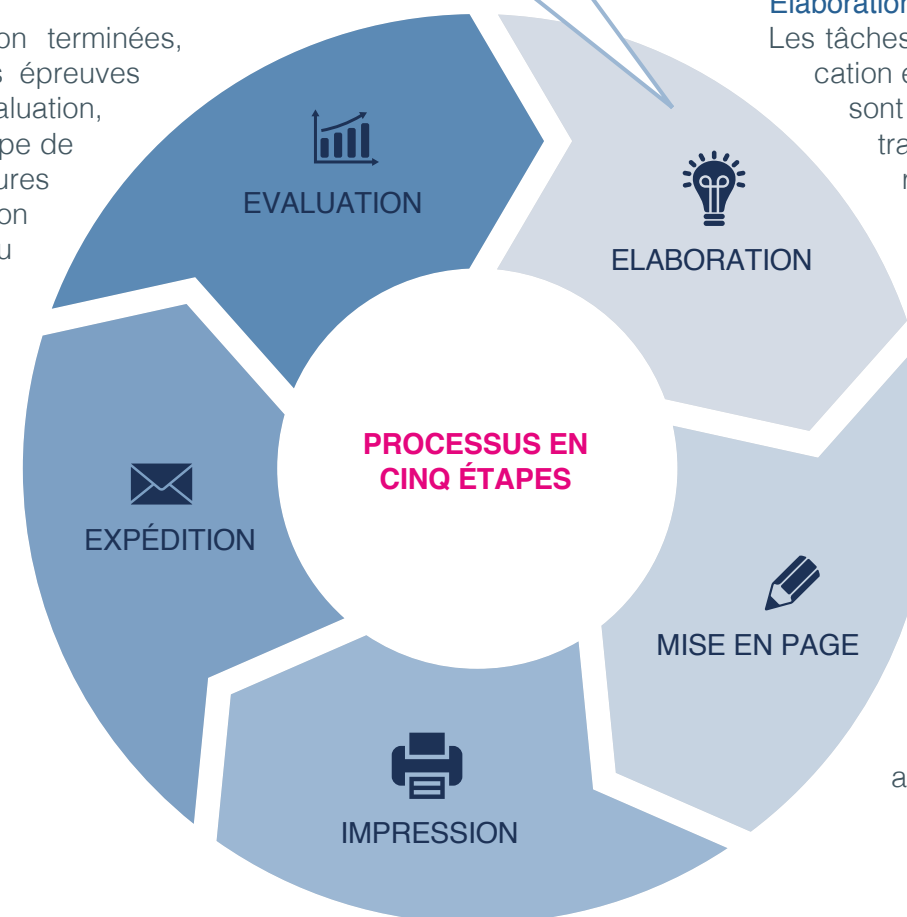 on terminées,
épreuves
aluation,
pe de
ures
on
Elaboration
Les tâches
cation
sont
tra
EVALUATION
ELABORATION
PROCESSUS EN
CINQ ÉTAPES
EXPÉDITION
MISE EN PAGE
IMPRESSION